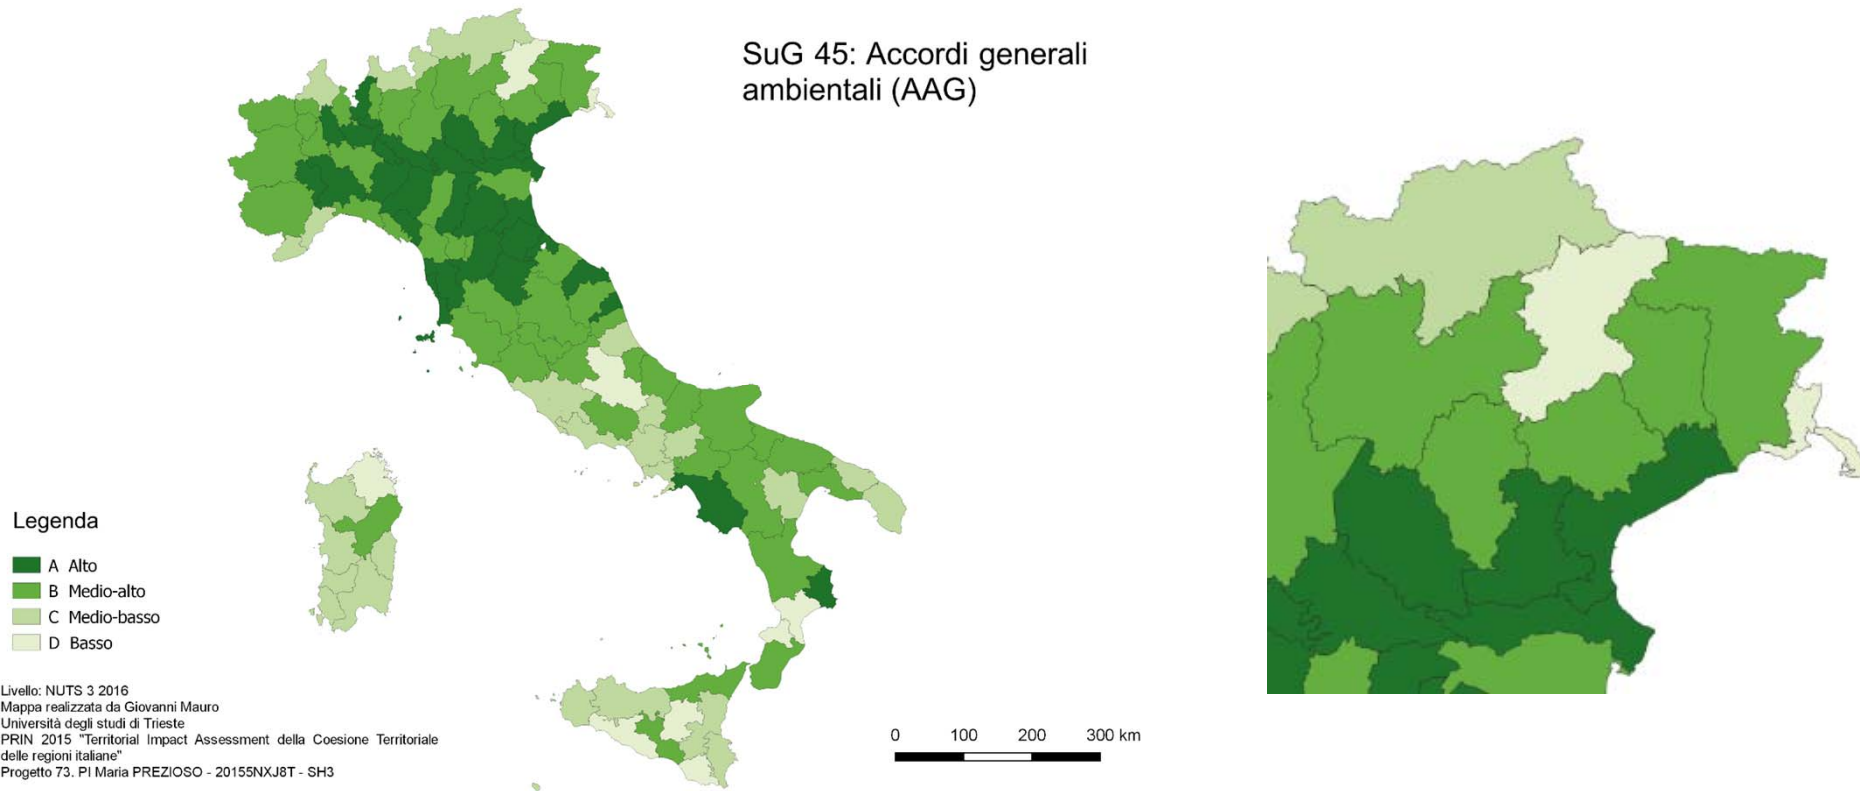 SuG 45: Accordi generali
ambientali (AAG)
Legenda
A Alto
B Medio-alto
C Medio-basso
D Basso
Livello: NUTS 3 2016
Mappa realizzata da Giovanni Mauro
Università degli studi di Trieste
PRIN 2015 "Territorial Impact Assessment della Coesione Territoriale
delle regioni italiane"
Progetto 73. PI Maria PREZIOSO - 20155NXJ8T - SH3
0 100 200 300 km